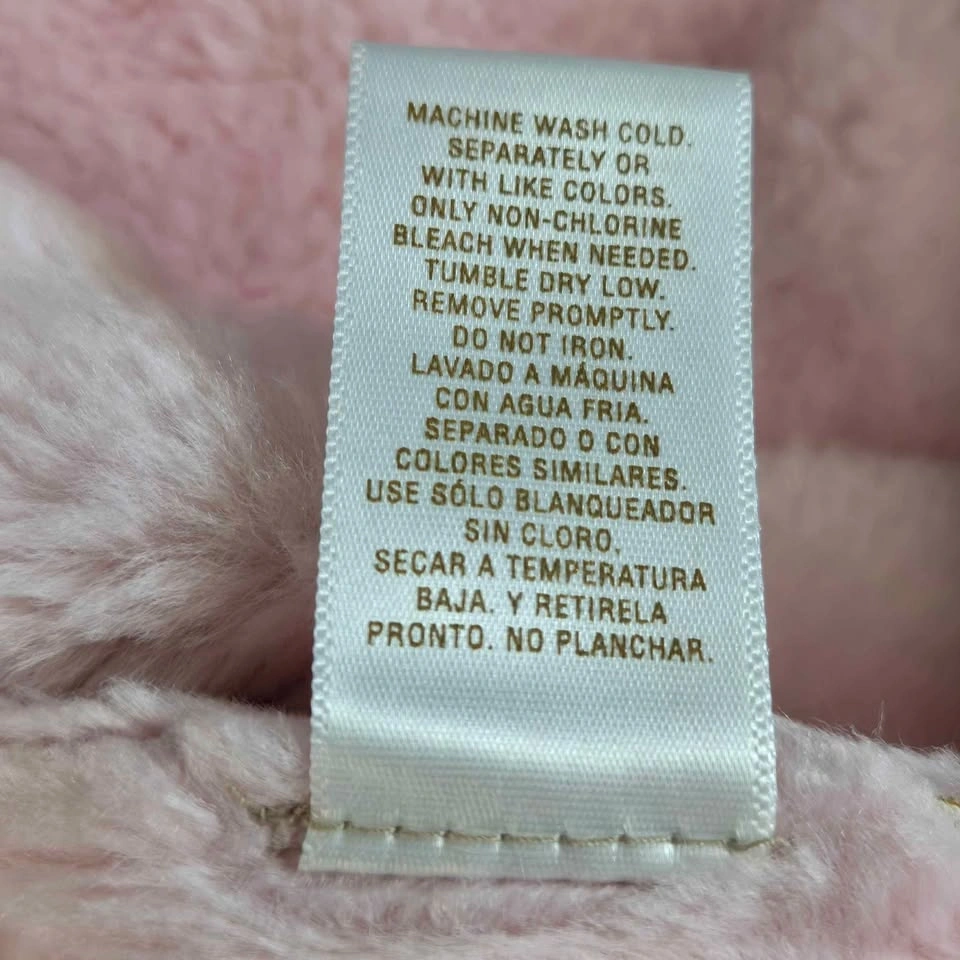 MACHINE WASH COLD.
SEPARATELY OR
WITH LIKE COLORS.
ONLY NON-CHLORINE
BLEACH WHEN NEEDED.
TUMBLE DRY LOW.
REMOVE PROMPTLY.
DO NOT IRON.
LAVADO A MÁQUINA
CON AGUA FRIA.
SEPARADO O CON
COLORES SIMILARES.
USE SÓLO BLANQUEADOR
SIN CLORO.
SECAR A TEMPERATURA
BAJA. Y RETIRELA
PRONTO. NO PLANCHAR.